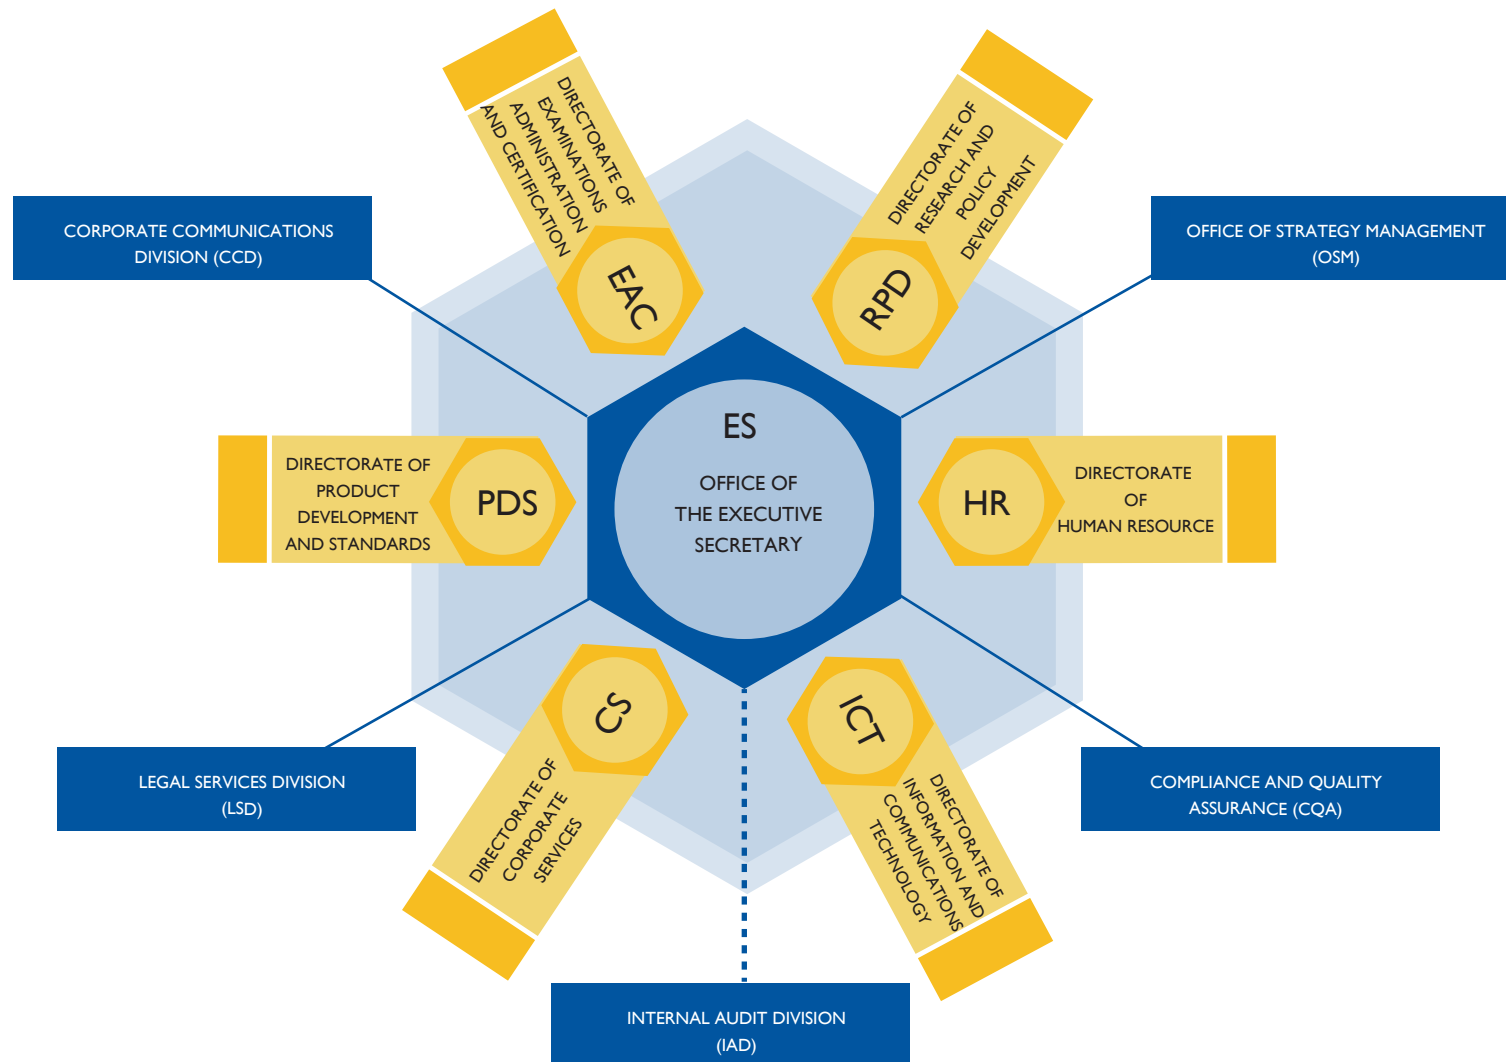 DIRECTORATE OF
EXAMINATIONS
ADMINISTRATION
AND CERTIFICATION
EAC
DIRECTORATE OF
RESEARCH AND
POLICY
DEVELOPMENT
RPD
CORPORATE COMMUNICATIONS
DIVISION (CCD)
OFFICE OF STRATEGY MANAGEMENT
(OSM)
ES
OFFICE OF
THE EXECUTIVE
SECRETARY
DIRECTORATE OF
PRODUCT
DEVELOPMENT
AND STANDARDS
PDS
HR
DIRECTORATE
OF
HUMAN RESOURCE
CS
DIRECTORATE OF
CORPORATE
SERVICES
ICT
DIRECTORATE OF
INFORMATION AND
COMMUNICATIONS
TECHNOLOGY
LEGAL SERVICES DIVISION
(LSD)
COMPLIANCE AND QUALITY
ASSURANCE (CQA)
INTERNAL AUDIT DIVISION
(IAD)